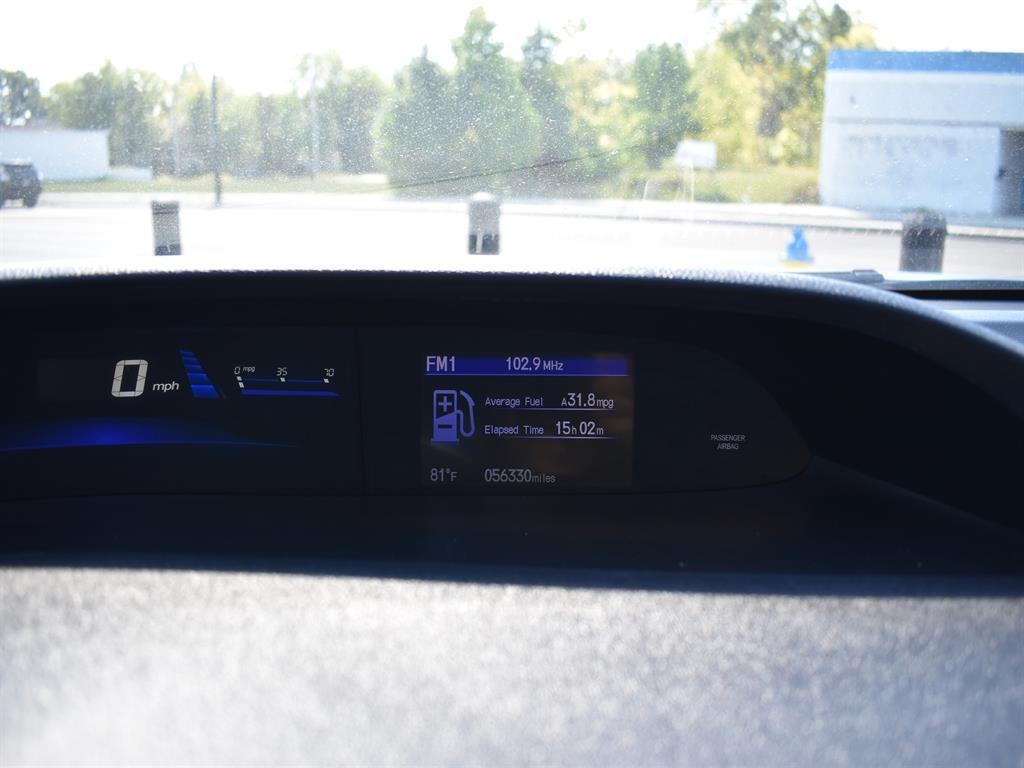 0 mph
0 mpg 35 70
FM1 102.9 MHz
Average Fuel A31.8 mpg
Elapsed Time 15h 02m
81°F 056330 miles
PASSENGER
AIRBAG